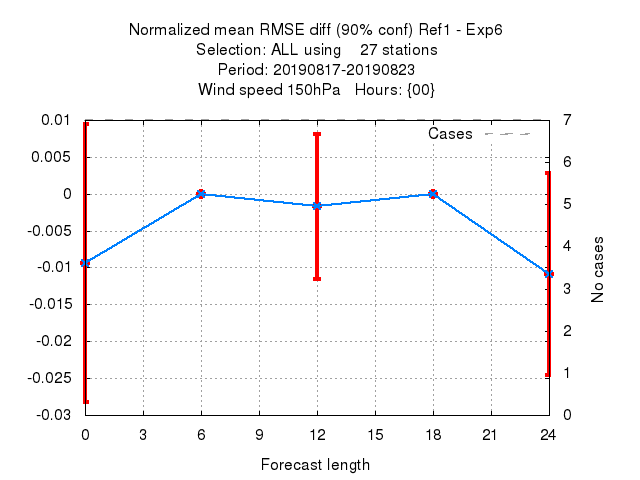 Normalized mean RMSE diff (90% conf) Ref1 - Exp6
Selection: ALL using    27 stations
Period: 20190817-20190823
Wind speed 150hPa   Hours: {00}
Cases
0.01
0.005
0
-0.005
-0.01
-0.015
-0.02
-0.025
-0.03
7
6
5
4
3
2
1
0
No cases
0 3 6 9 12 15 18 21 24
Forecast length